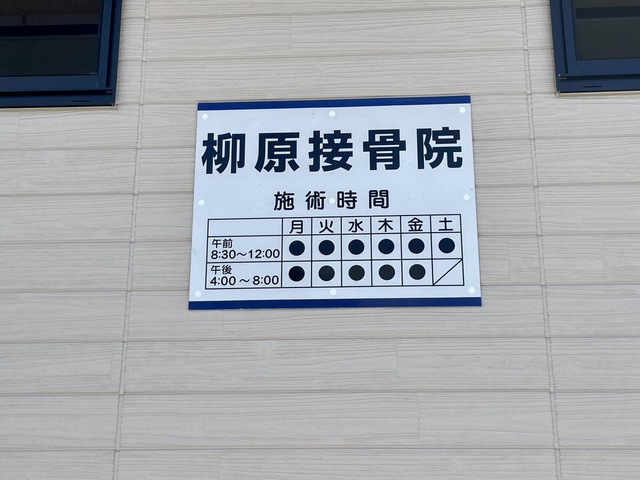 柳原接骨院
施術時間
月 火 水 木 金 土
午前
8:30～12:00 ● ● ● ● ● ●
午後
4:00～8:00 ● ● ● ● ● ／